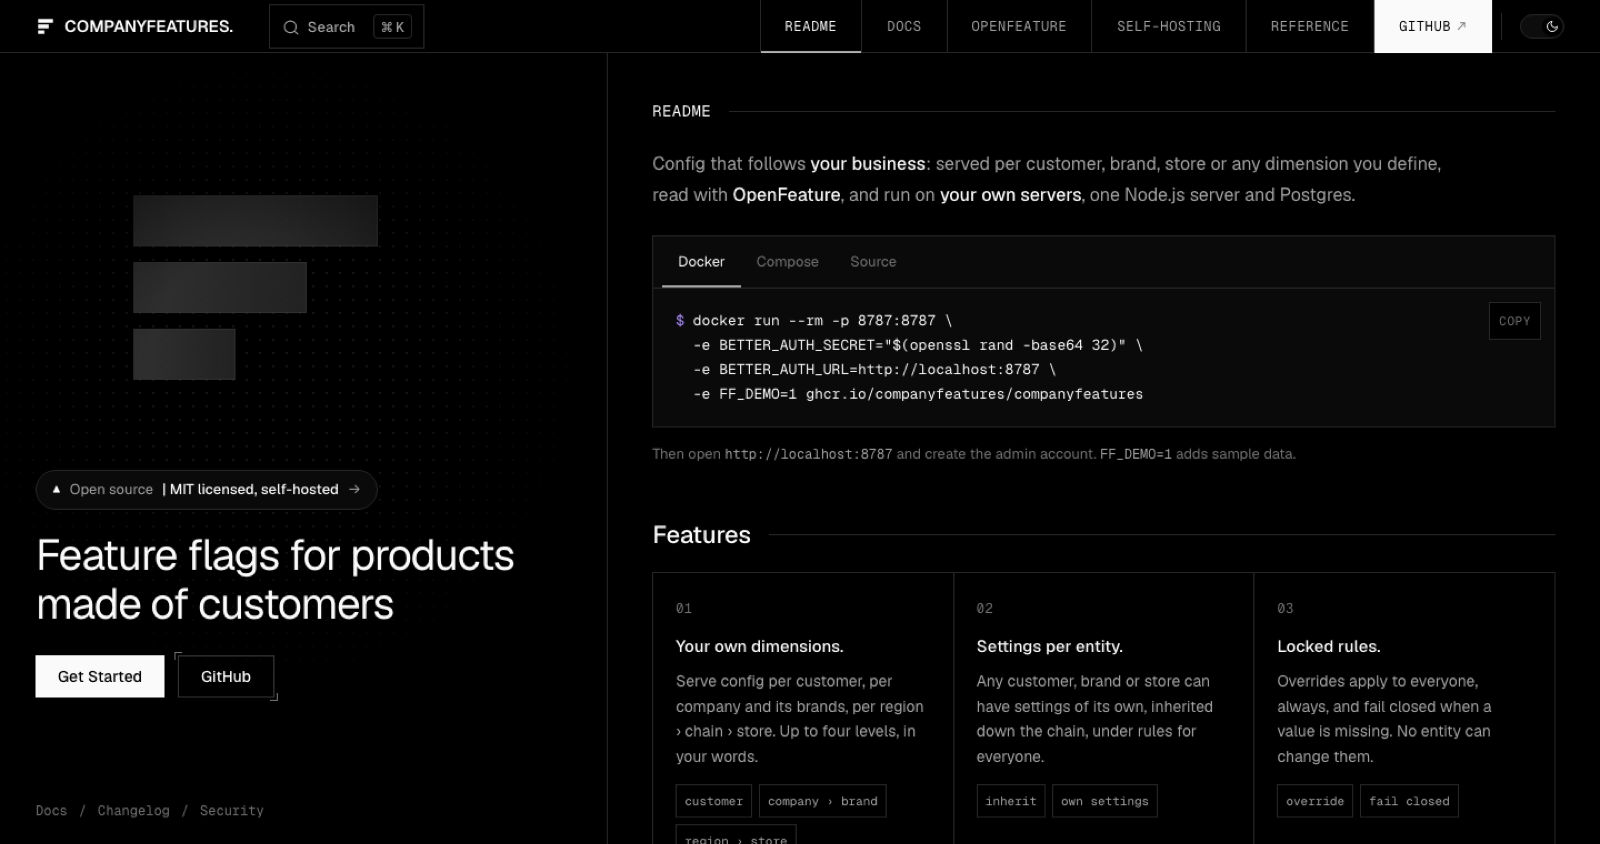 COMPANYFEATURES.
Search ⌘ K
README
DOCS
OPENFEATURE
SELF-HOSTING
REFERENCE
GITHUB ↗
▲ Open source | MIT licensed, self-hosted →
Feature flags for products
made of customers
Get Started
GitHub
Docs / Changelog / Security
README
Config that follows your business: served per customer, brand, store or any dimension you define,
read with OpenFeature, and run on your own servers, one Node.js server and Postgres.
Docker Compose Source
COPY
$ docker run --rm -p 8787:8787 \
-e BETTER_AUTH_SECRET="$(openssl rand -base64 32)" \
-e BETTER_AUTH_URL=http://localhost:8787 \
-e FF_DEMO=1 ghcr.io/companyfeatures/companyfeatures
Then open http://localhost:8787 and create the admin account. FF_DEMO=1 adds sample data.
Features
01
Your own dimensions.
Serve config per customer, per
company and its brands, per region
› chain › store. Up to four levels, in
your words.
customer
company › brand
region › store
02
Settings per entity.
Any customer, brand or store can
have settings of its own, inherited
down the chain, under rules for
everyone.
inherit
own settings
03
Locked rules.
Overrides apply to everyone,
always, and fail closed when a
value is missing. No entity can
change them.
override
fail closed